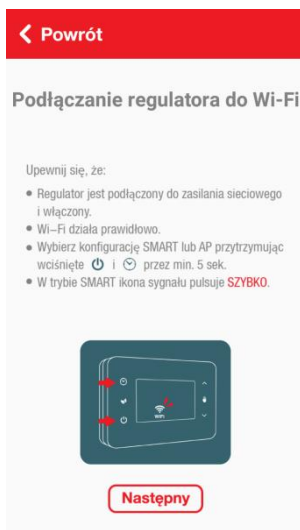 Powrót
Podłączanie regulatora do Wi-Fi
Upewnij się, że:
• Regulator jest podłączony do zasilania sieciowego
i włączony.
• Wi–Fi działa prawidłowo.
• Wybierz konfigurację SMART lub AP przytrzymując
wciśnięte i przez min. 5 sek.
• W trybie SMART ikona sygnału pulsuje SZYBKO.
WiFi
Następny